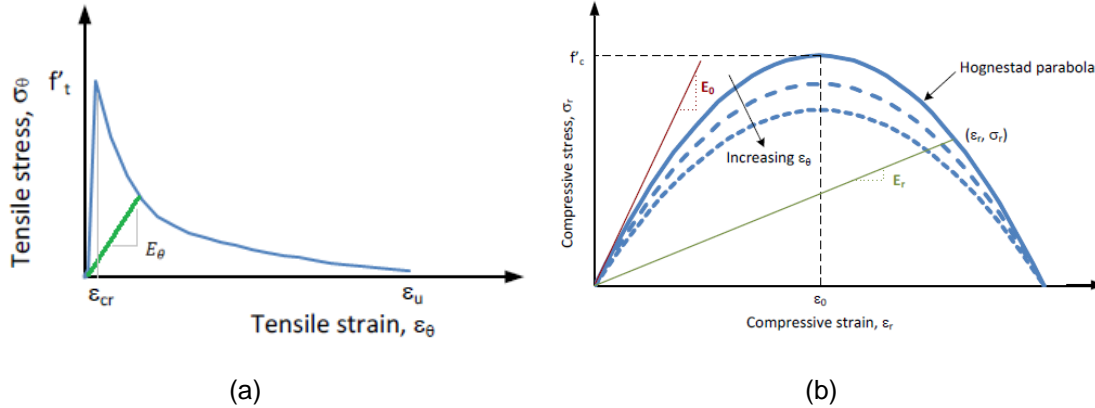 Tensile stress, σθ
f't
Eθ
εcr
εu
Tensile strain, εθ
(a)
Compressive stress, σr
f'c
E0
Increasing εθ
Hognestad parabola
(εr, σr)
Er
ε0
Compressive strain, εr
(b)